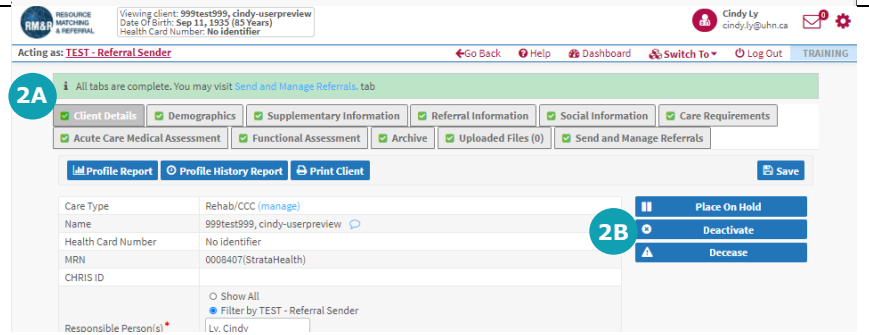 RM&R
RESOURCE
MATCHING
& REFERRAL
Viewing client: 999test999, cindy-userpreview
Date Of Birth: Sep 11, 1935 (85 Years)
Health Card Number: No identifier
Cindy Ly
cindy.ly@uhn.ca
0
Acting as: TEST - Referral Sender
Go Back Help Dashboard Switch To Log Out TRAINING
2A
i All tabs are complete. You may visit Send and Manage Referrals. tab
Client Details Demographics Supplementary Information Referral Information Social Information Care Requirements
Acute Care Medical Assessment Functional Assessment Archive Uploaded Files (0) Send and Manage Referrals
Profile Report Profile History Report Print Client Save
Care Type Rehab/CCC (manage)
Name 999test999, cindy-userpreview
Health Card Number No identifier
MRN 0008407(StrataHealth)
CHRIS ID
Show All
Filter by TEST - Referral Sender
Responsible Person(s)* Ly, Cindy
2B
Place On Hold
Deactivate
Decease